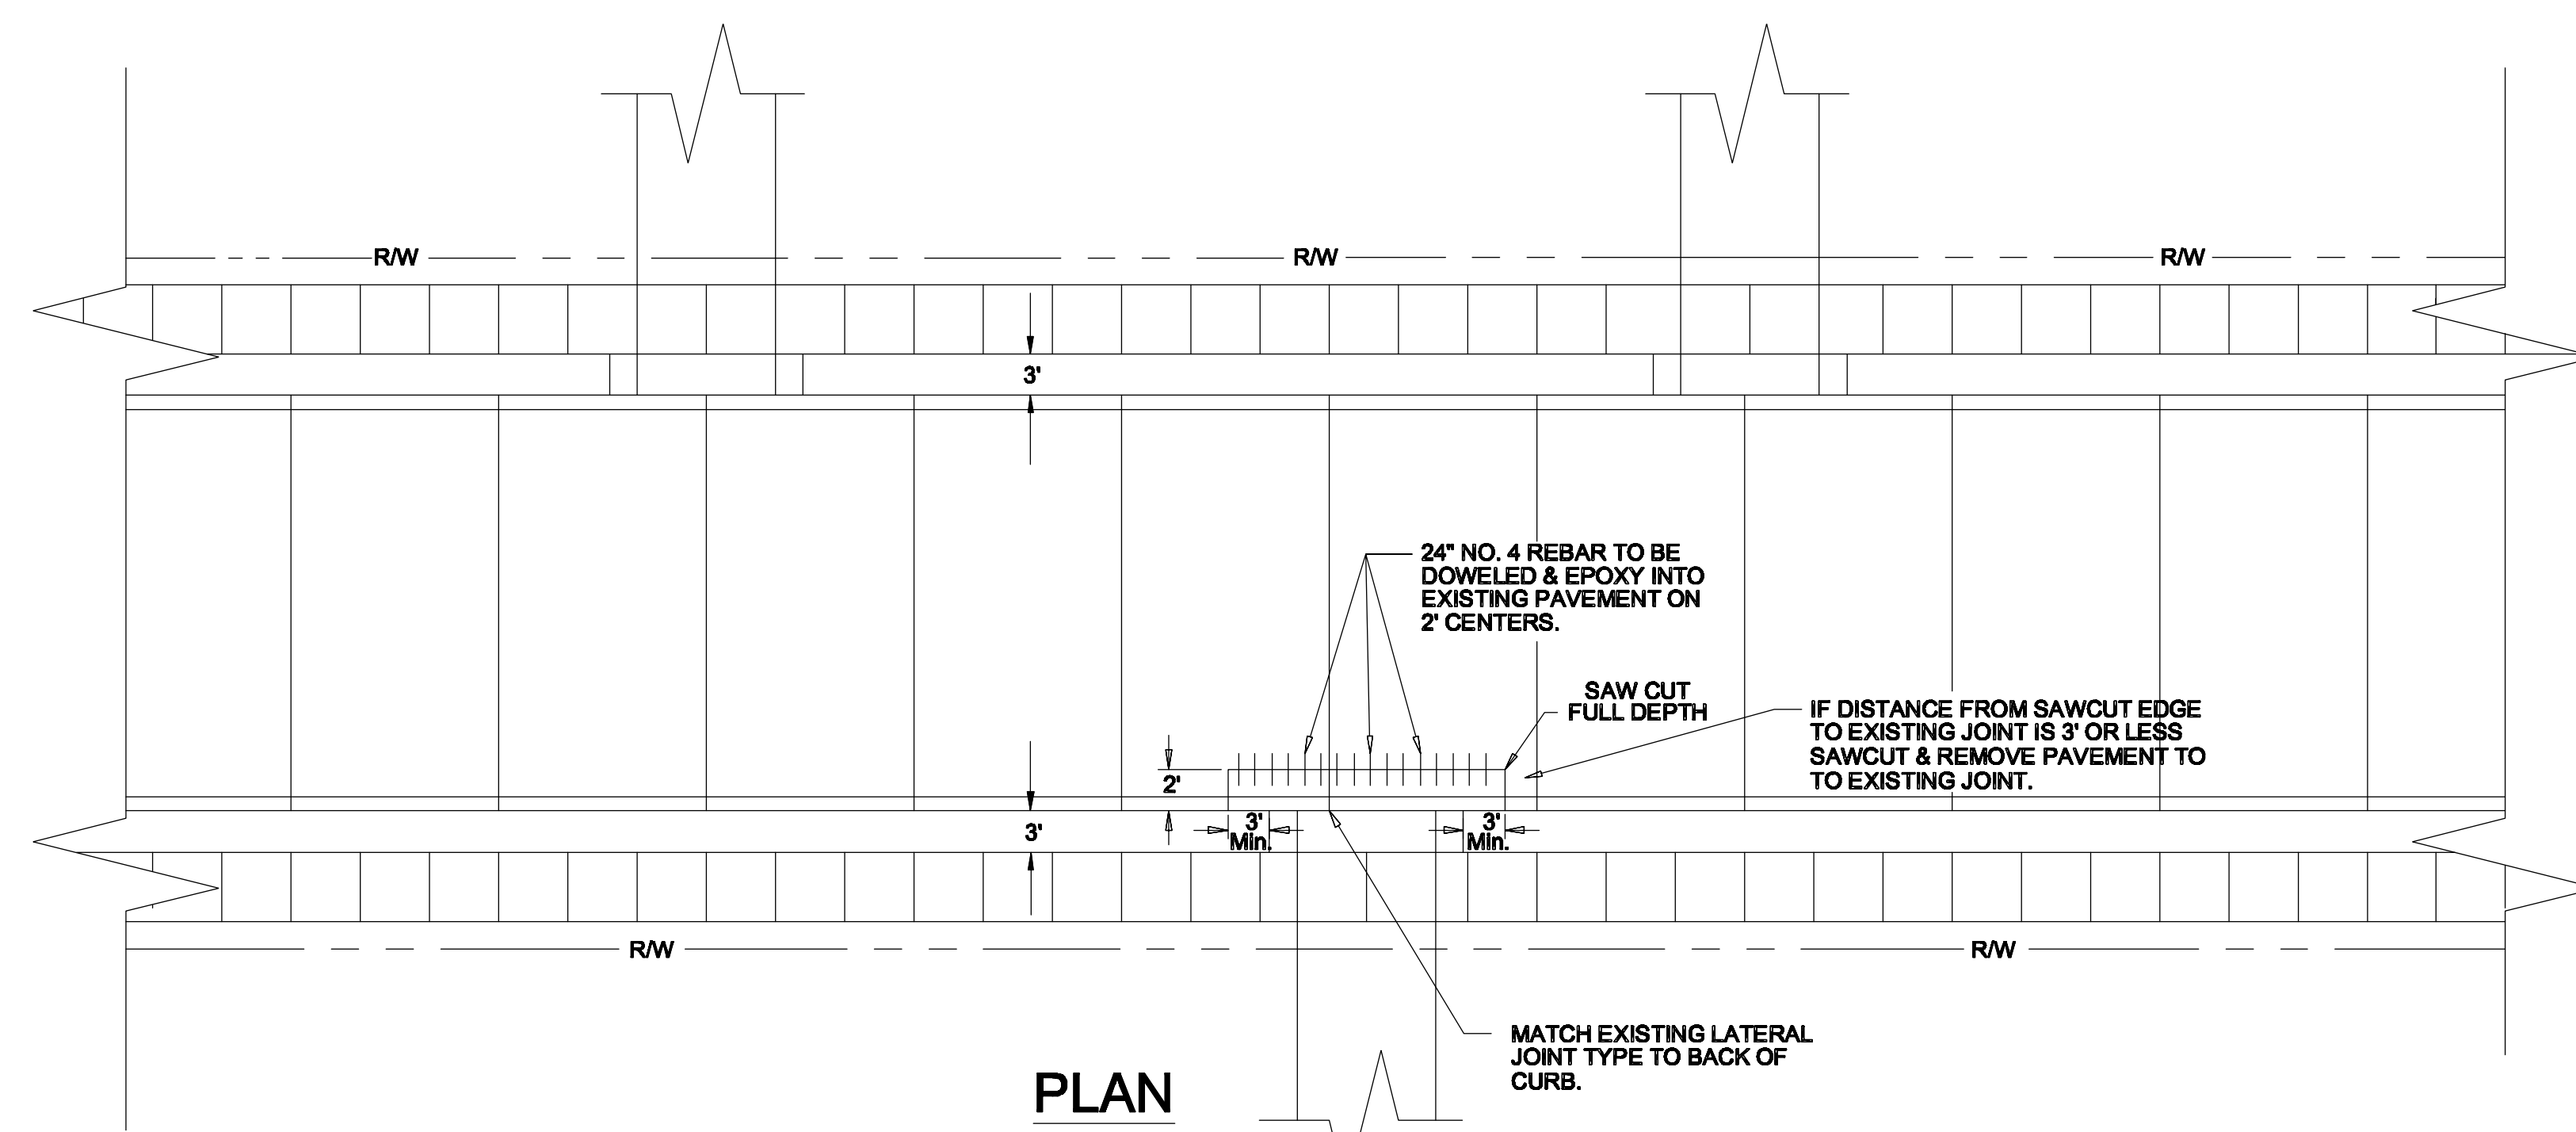 R/W
R/W
R/W
3'
24" NO. 4 REBAR TO BE
DOWELED & EPOXY INTO
EXISTING PAVEMENT ON
2' CENTERS.
SAW CUT
FULL DEPTH
IF DISTANCE FROM SAWCUT EDGE
TO EXISTING JOINT IS 3' OR LESS
SAWCUT & REMOVE PAVEMENT TO
TO EXISTING JOINT.
2'
3'
3'
Min.
3'
Min.
R/W
R/W
MATCH EXISTING LATERAL
JOINT TYPE TO BACK OF
CURB.
PLAN